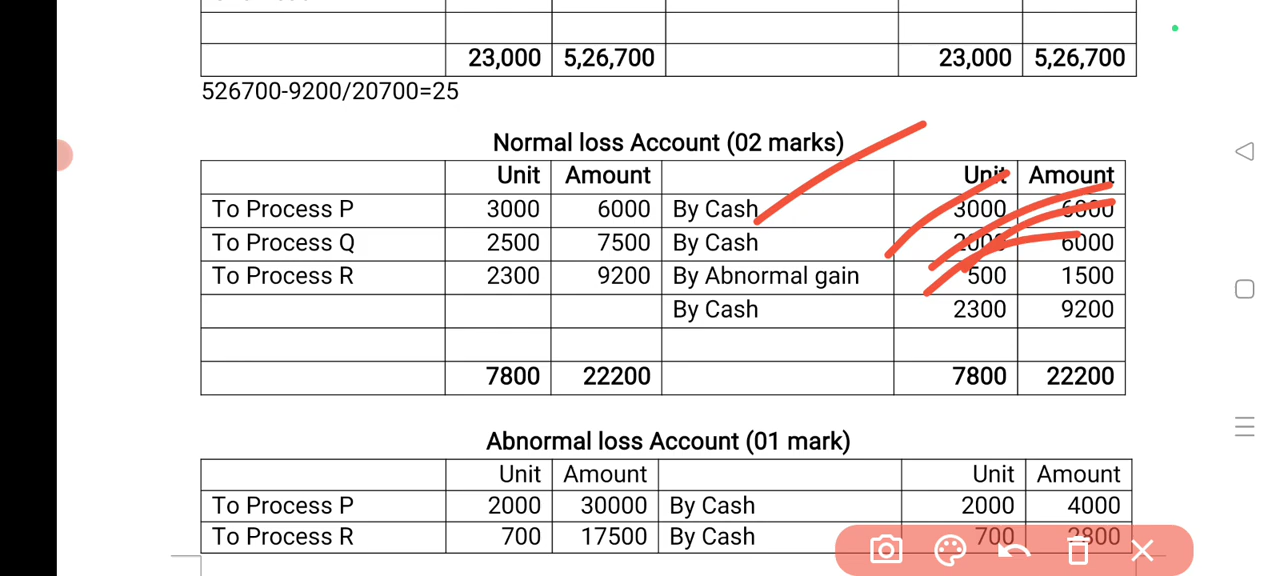 23,000 5,26,700 23,000 5,26,700
526700-9200/20700=25
Normal loss Account (02 marks)
Unit Amount Unit Amount
To Process P 3000 6000 By Cash 3000 6000
To Process Q 2500 7500 By Cash 2000 6000
To Process R 2300 9200 By Abnormal gain 500 1500
By Cash 2300 9200
7800 22200 7800 22200
Abnormal loss Account (01 mark)
Unit Amount Unit Amount
To Process P 2000 30000 By Cash 2000 4000
To Process R 700 17500 By Cash 700 2800